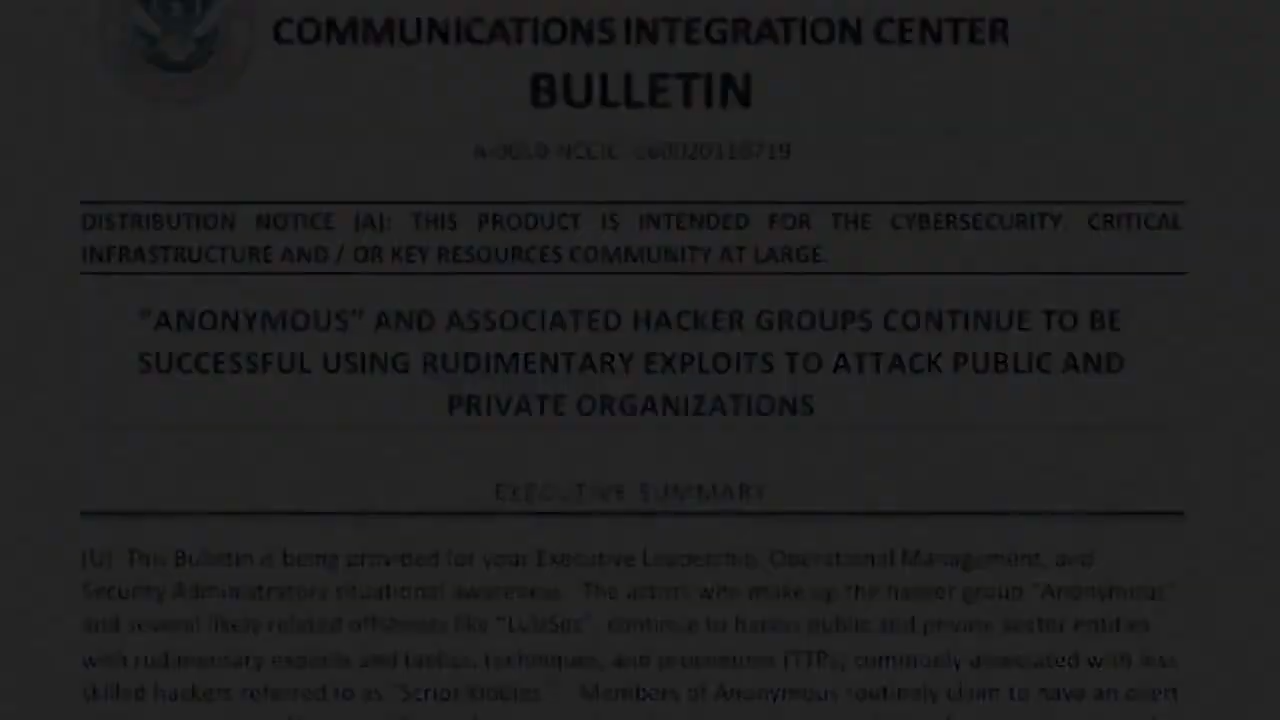 COMMUNICATIONS INTEGRATION CENTER
BULLETIN
DISTRIBUTION NOTICE (A): THIS PRODUCT IS INTENDED FOR THE CYBERSECURITY, CRITICAL
INFRASTRUCTURE AND / OR KEY RESOURCES COMMUNITY AT LARGE.
"ANONYMOUS" AND ASSOCIATED HACKER GROUPS CONTINUE TO BE
SUCCESSFUL USING RUDIMENTARY EXPLOITS TO ATTACK PUBLIC AND
PRIVATE ORGANIZATIONS
EXECUTIVE SUMMARY
(U) This Bulletin is being provided for your Executive Leadership, Operational Management, and
Security Administrators situational awareness. The actors who make up the hacker group "Anonymous"
and several likely related offshoots like "LulzSec", continue to harass public and private sector entities
with rudimentary exploits and tactics, techniques, and procedures (TTPs) commonly associated with less
skilled hackers referred to as "Script Kiddies". Members of Anonymous routinely claim to have an overt